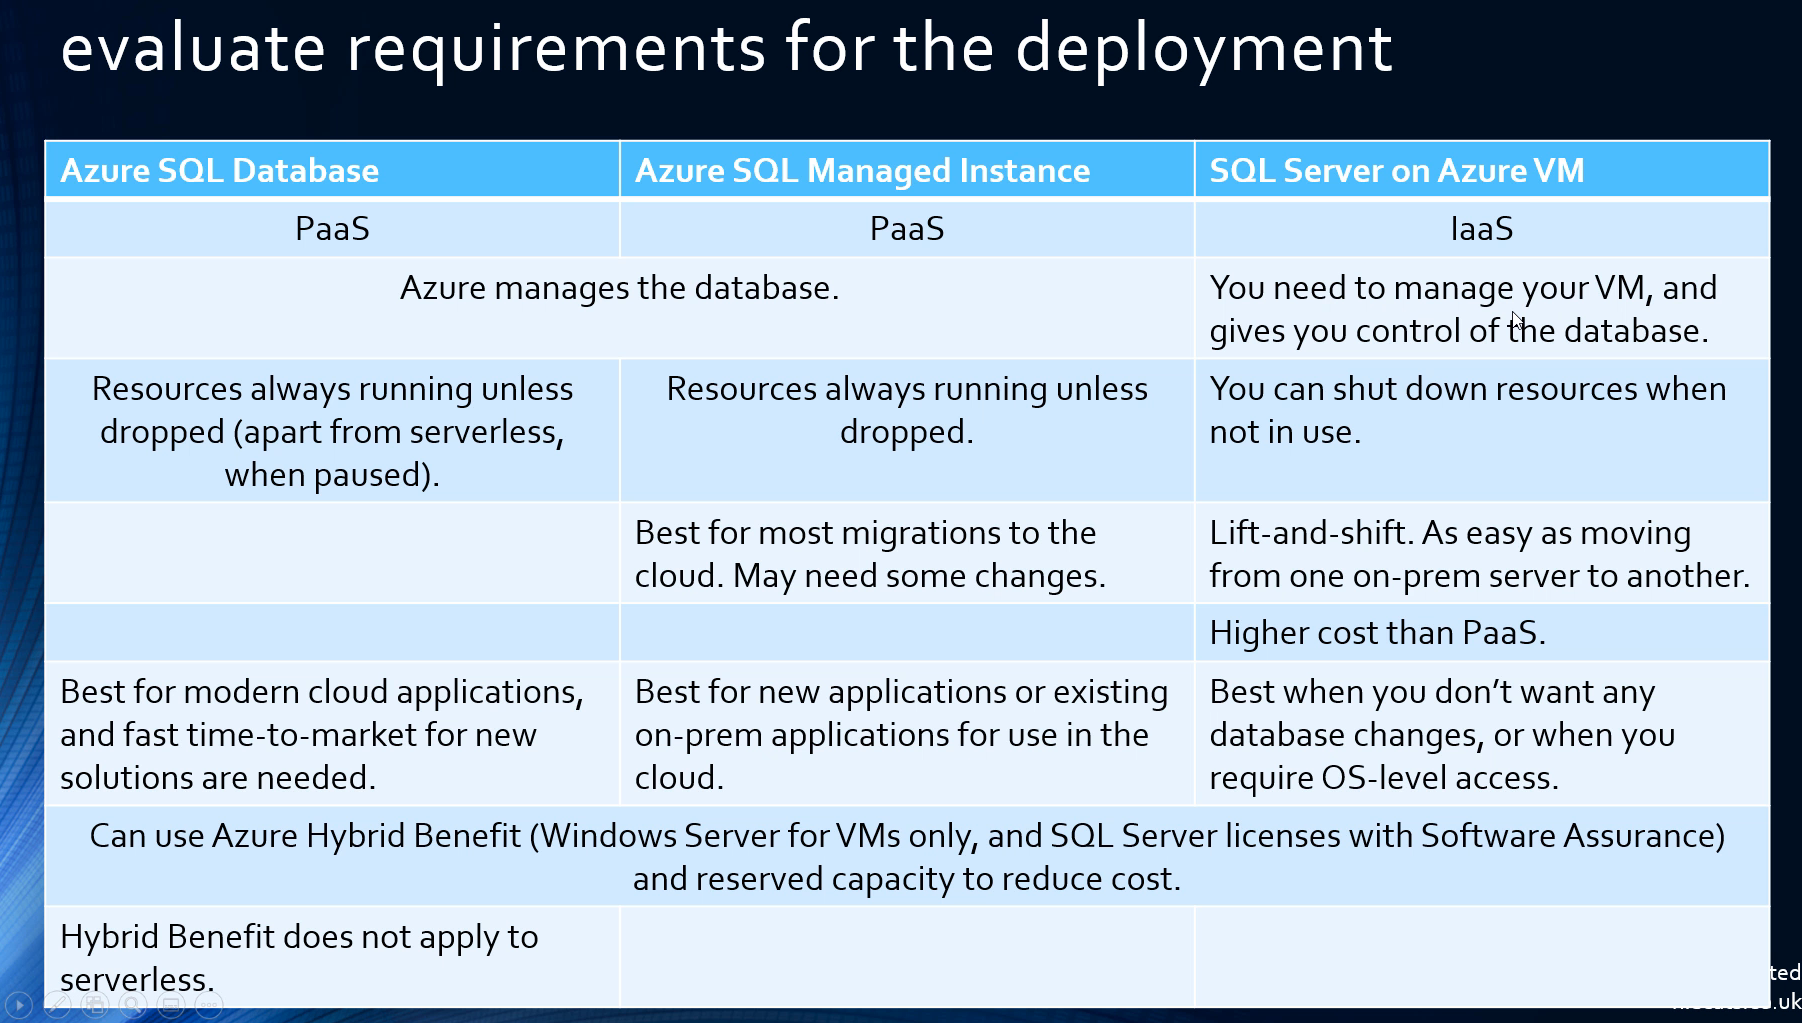 evaluate requirements for the deployment
Azure SQL Database
Azure SQL Managed Instance
SQL Server on Azure VM
PaaS
PaaS
IaaS
Azure manages the database.
You need to manage your VM, and
gives you control of the database.
Resources always running unless
dropped (apart from serverless,
when paused).
Resources always running unless
dropped.
You can shut down resources when
not in use.
Best for most migrations to the
cloud. May need some changes.
Lift-and-shift. As easy as moving
from one on-prem server to another.
Higher cost than PaaS.
Best for modern cloud applications,
and fast time-to-market for new
solutions are needed.
Best for new applications or existing
on-prem applications for use in the
cloud.
Best when you don’t want any
database changes, or when you
require OS-level access.
Can use Azure Hybrid Benefit (Windows Server for VMs only, and SQL Server licenses with Software Assurance)
and reserved capacity to reduce cost.
Hybrid Benefit does not apply to
serverless.